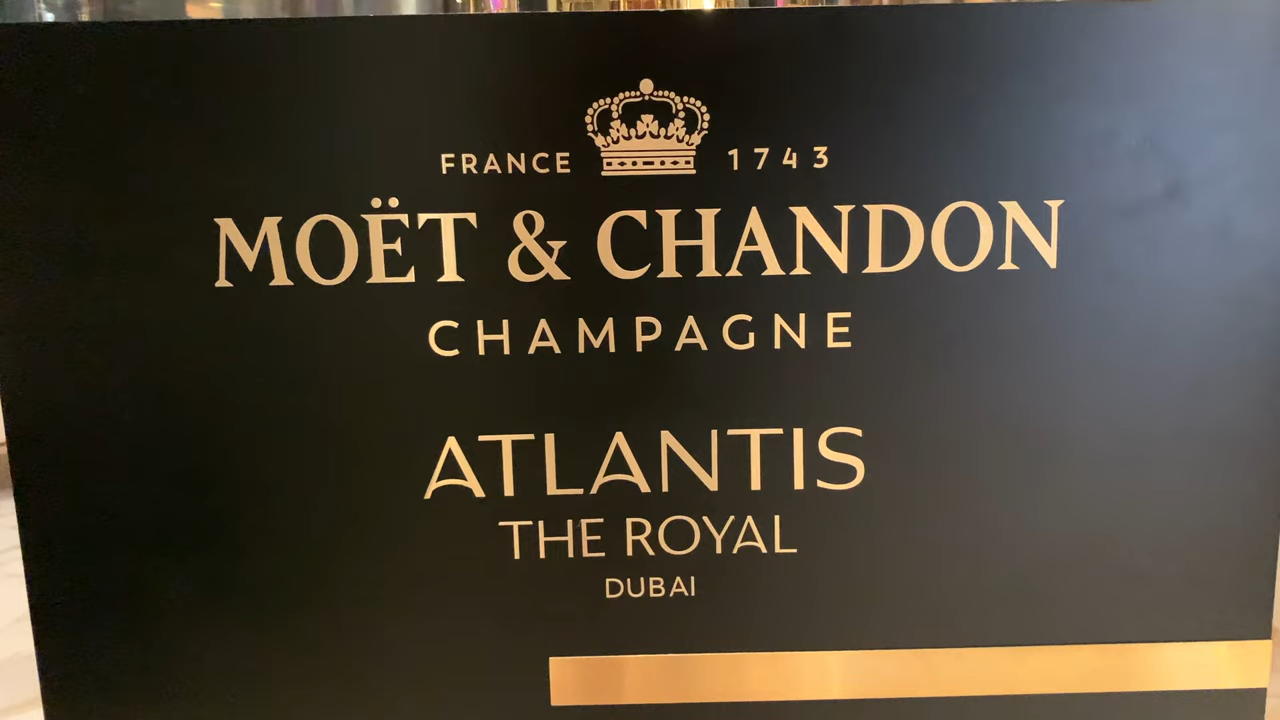 FRANCE 1743
MOËT & CHANDON
CHAMPAGNE
ATLANTIS
THE ROYAL
DUBAI